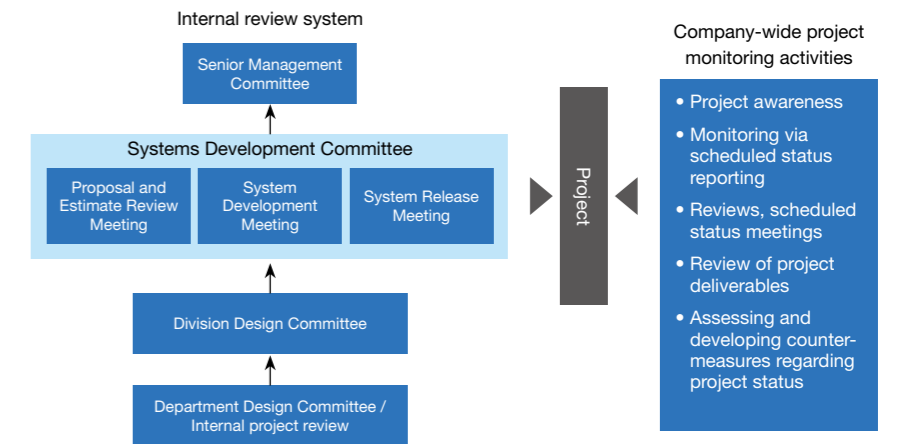 Internal review system
Senior Management
Committee
Systems Development Committee
Proposal and
Estimate Review
Meeting
System
Development
Meeting
System Release
Meeting
Division Design Committee
Department Design Committee /
Internal project review
Project
Company-wide project
monitoring activities
• Project awareness
• Monitoring via
scheduled status
reporting
• Reviews, scheduled
status meetings
• Review of project
deliverables
• Assessing and
developing counter-
measures regarding
project status